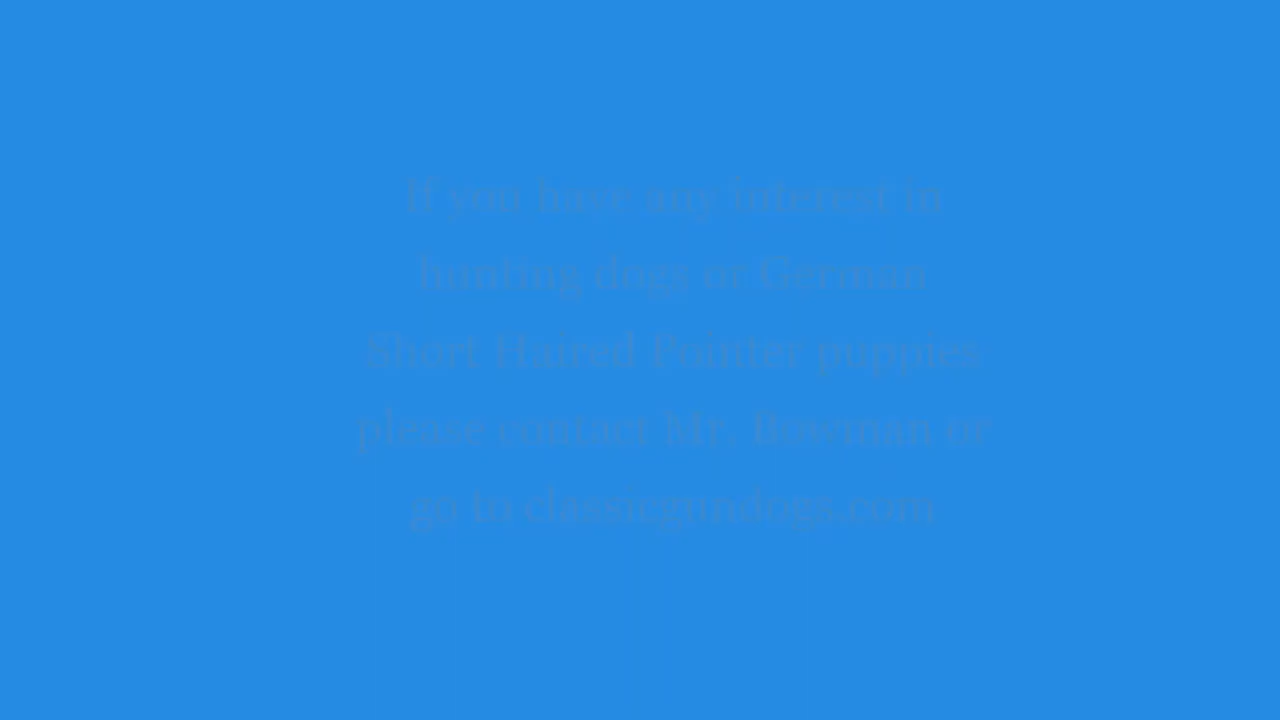 If you have any interest in
hunting dogs or German
Short Haired Pointer puppies
please contact Mr. Bowman or
go to classicgundogs.com